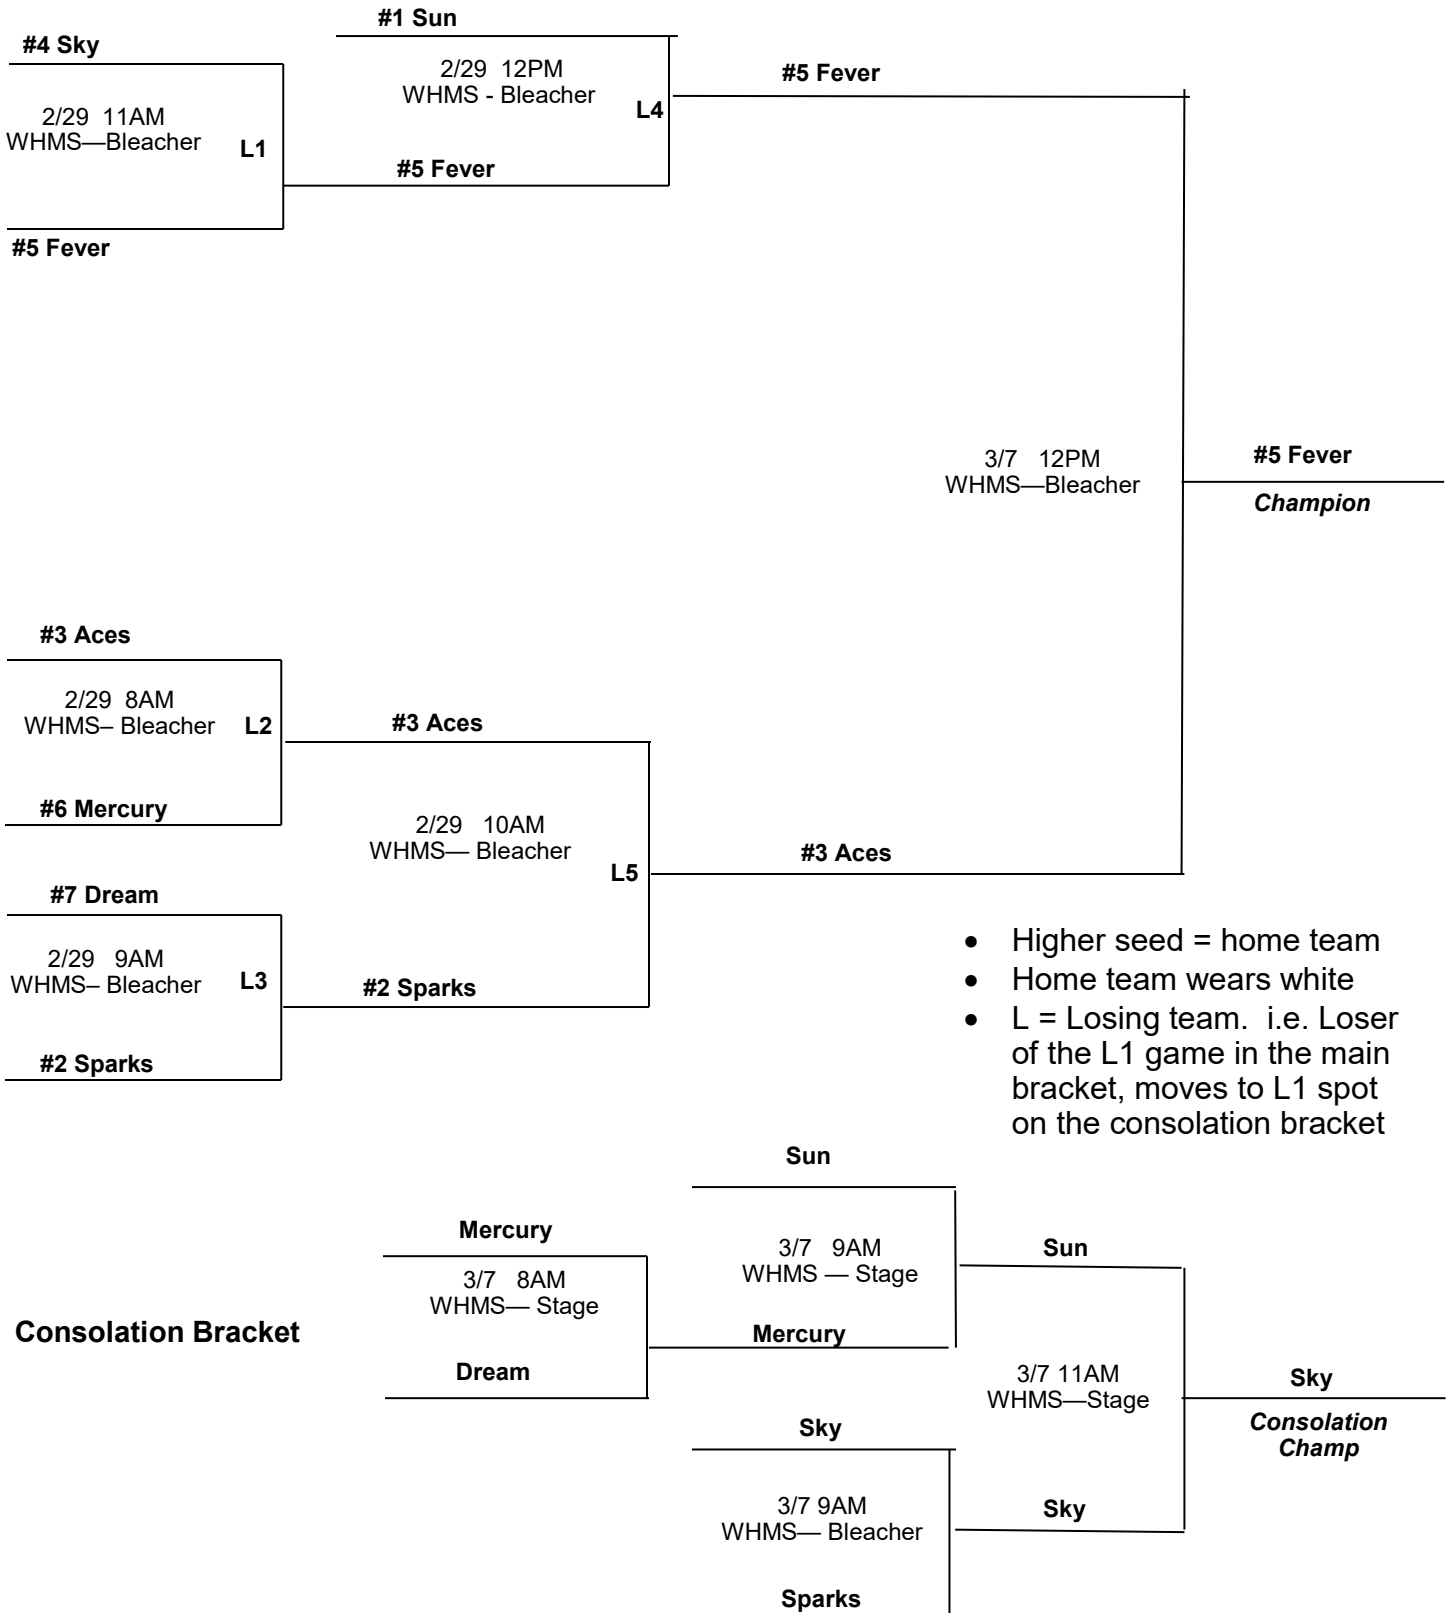 #1 Sun
#4 Sky
2/29 12PM
WHMS - Bleacher
L4
#5 Fever
2/29 11AM
WHMS—Bleacher
L1
#5 Fever
#5 Fever
3/7 12PM
WHMS—Bleacher
#5 Fever
Champion
#3 Aces
2/29 8AM
WHMS– Bleacher
L2
#3 Aces
#6 Mercury
2/29 10AM
WHMS— Bleacher
L5
#3 Aces
#7 Dream
2/29 9AM
WHMS– Bleacher
L3
#2 Sparks
#2 Sparks
• Higher seed = home team
• Home team wears white
• L = Losing team. i.e. Loser
of the L1 game in the main
bracket, moves to L1 spot
on the consolation bracket
Sun
Mercury
3/7 9AM
WHMS — Stage
Sun
3/7 8AM
WHMS— Stage
Consolation Bracket
Mercury
Dream
3/7 11AM
WHMS—Stage
Sky
Consolation
Champ
Sky
3/7 9AM
WHMS— Bleacher
Sky
Sparks